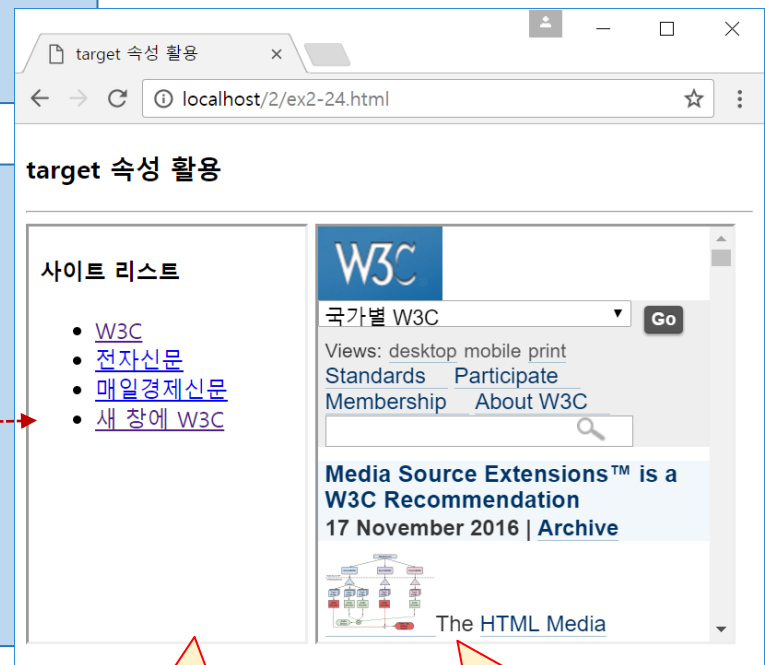 target 속성 활용
localhost/2/ex2-24.html
target 속성 활용
사이트 리스트
W3C
전자신문
매일경제신문
새 창에 W3C
W3C
국가별 W3C
Go
Views: desktop mobile print
Standards Participate
Membership About W3C
Media Source Extensions™ is a
W3C Recommendation
17 November 2016 | Archive
The HTML Media